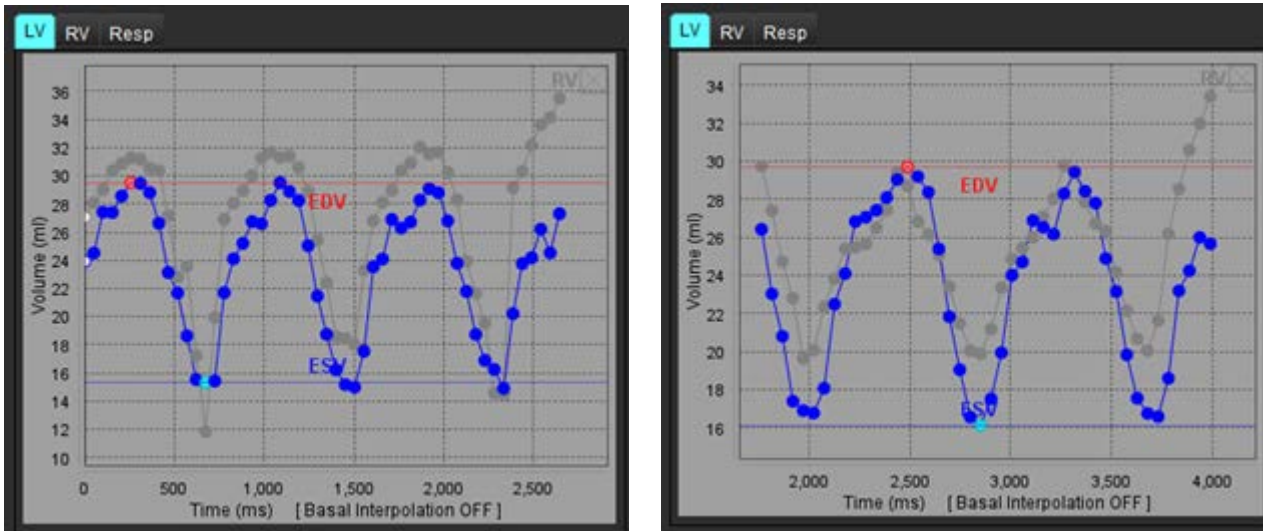 LV RV Resp
RV
36
34
32
30
28
26
24
22
20
18
16
14
12
10
Volume (ml)
EDV
ESV
0 500 1,000 1,500 2,000 2,500
Time (ms) [ Basal Interpolation OFF ]
LV RV Resp
RV
34
32
30
28
26
24
22
20
18
16
Volume (ml)
EDV
ESV
2,000 2,500 3,000 3,500 4,000
Time (ms) [ Basal Interpolation OFF ]